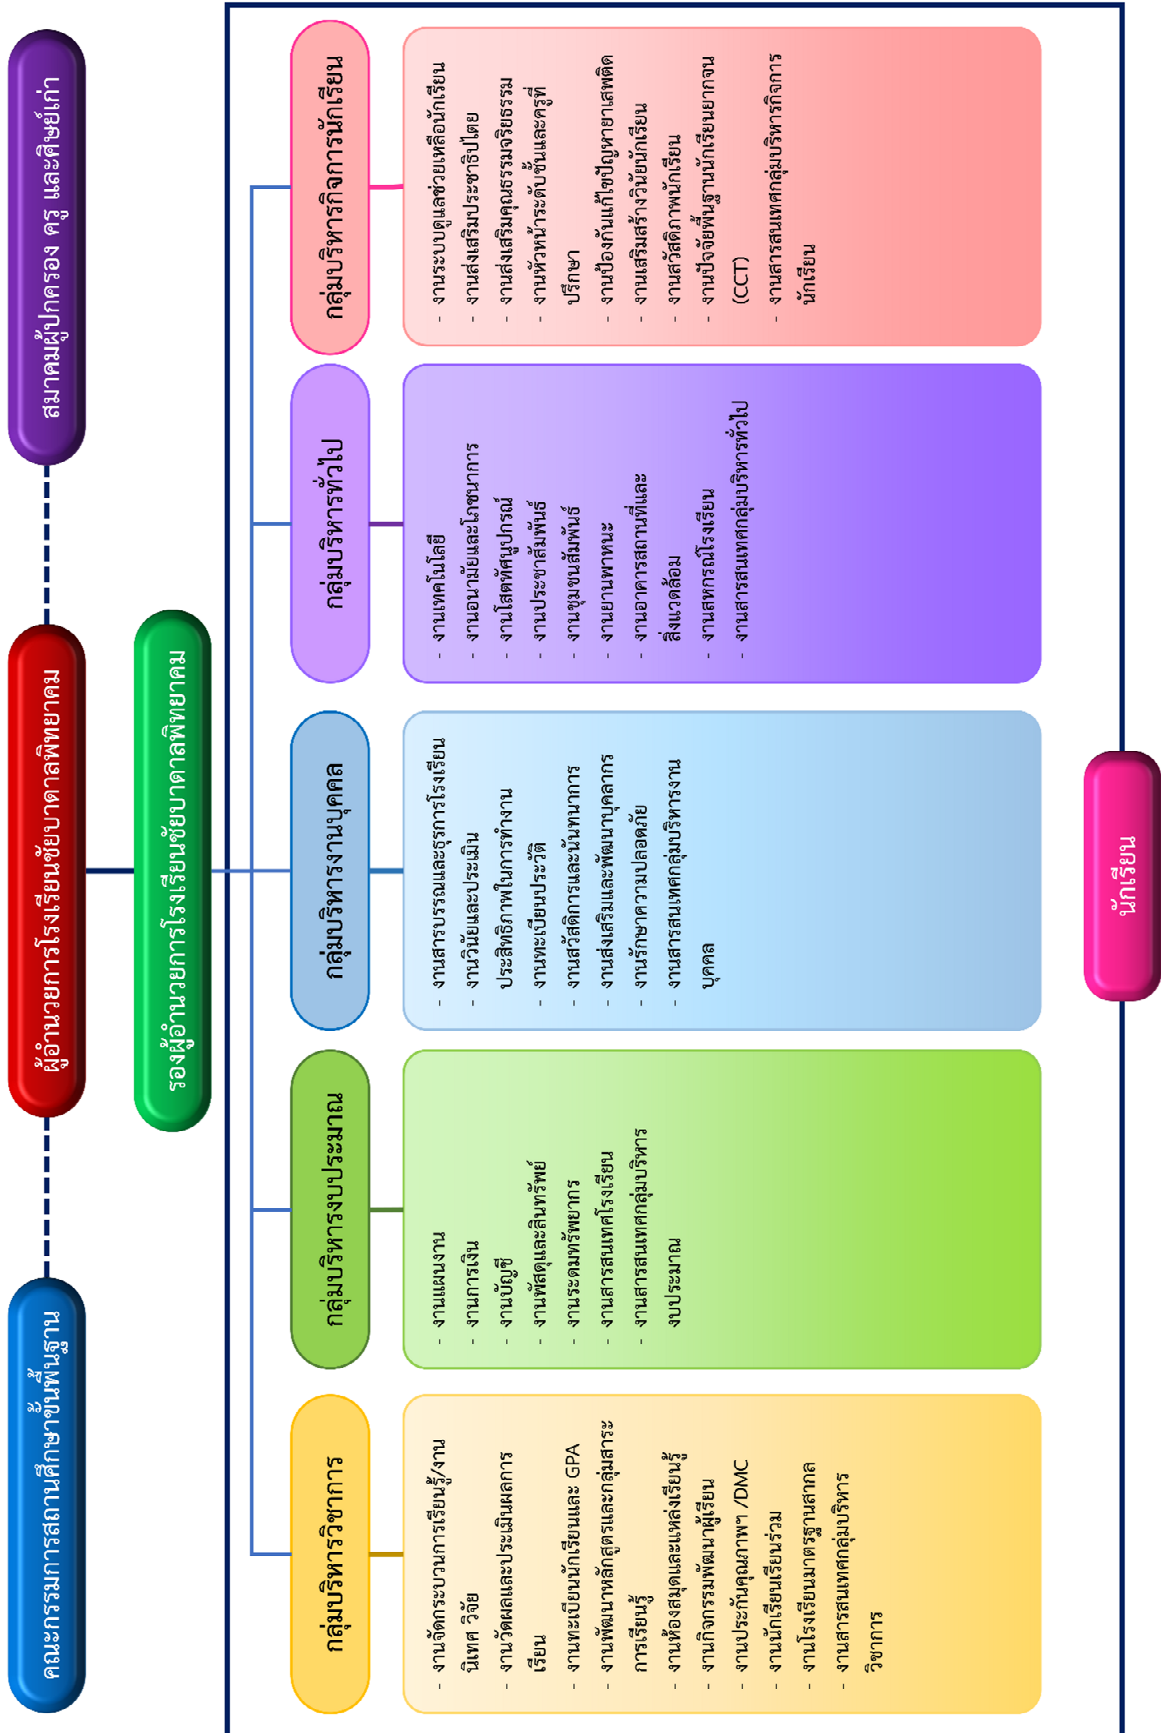 คณะกรรมการสถานศึกษาขั้นพื้นฐาน
ผู้อำนวยการโรงเรียนชัยบาดาลพิทยาคม
สมาคมผู้ปกครอง ครู และศิษย์เก่า
รองผู้อำนวยการโรงเรียนชัยบาดาลพิทยาคม
กลุ่มบริหารวิชาการ
- งานจัดกระบวนการเรียนรู้/งาน
นิเทศ วิจัย
- งานวัดผลและประเมินผลการ
เรียน
- งานทะเบียนนักเรียนและ GPA
- งานพัฒนาหลักสูตรและกลุ่มสาระ
การเรียนรู้
- งานห้องสมุดและแหล่งเรียนรู้
- งานกิจกรรมพัฒนาผู้เรียน
- งานประกันคุณภาพฯ /DMC
- งานนักเรียนเรียนร่วม
- งานโรงเรียนมาตรฐานสากล
- งานสารสนเทศกลุ่มบริหาร
วิชาการ
กลุ่มบริหารงบประมาณ
- งานแผนงาน
- งานการเงิน
- งานบัญชี
- งานพัสดุและสินทรัพย์
- งานระดมทรัพยากร
- งานสารสนเทศโรงเรียน
- งานสารสนเทศกลุ่มบริหาร
งบประมาณ
กลุ่มบริหารงานบุคคล
- งานสารบรรณและธุรการโรงเรียน
- งานวินัยและประเมิน
ประสิทธิภาพในการทำงาน
- งานทะเบียนประวัติ
- งานสวัสดิการและนันทนาการ
- งานส่งเสริมและพัฒนาบุคลากร
- งานรักษาความปลอดภัย
- งานสารสนเทศกลุ่มบริหารงาน
บุคคล
กลุ่มบริหารทั่วไป
- งานเทคโนโลยี
- งานอนามัยและโภชนาการ
- งานโสตทัศนูปกรณ์
- งานประชาสัมพันธ์
- งานชุมชนสัมพันธ์
- งานยานพาหนะ
- งานอาคารสถานที่และ
สิ่งแวดล้อม
- งานสหกรณ์โรงเรียน
- งานสารสนเทศกลุ่มบริหารทั่วไป
กลุ่มบริหารกิจการนักเรียน
- งานระบบดูแลช่วยเหลือนักเรียน
- งานส่งเสริมประชาธิปไตย
- งานส่งเสริมคุณธรรมจริยธรรม
- งานหัวหน้าระดับชั้นและครูที่
ปรึกษา
- งานป้องกันแก้ไขปัญหายาเสพติด
- งานเสริมสร้างวินัยนักเรียน
- งานสวัสดิภาพนักเรียน
- งานปัจจัยพื้นฐานนักเรียนยากจน
(CCT)
- งานสารสนเทศกลุ่มบริหารกิจการ
นักเรียน
นักเรียน